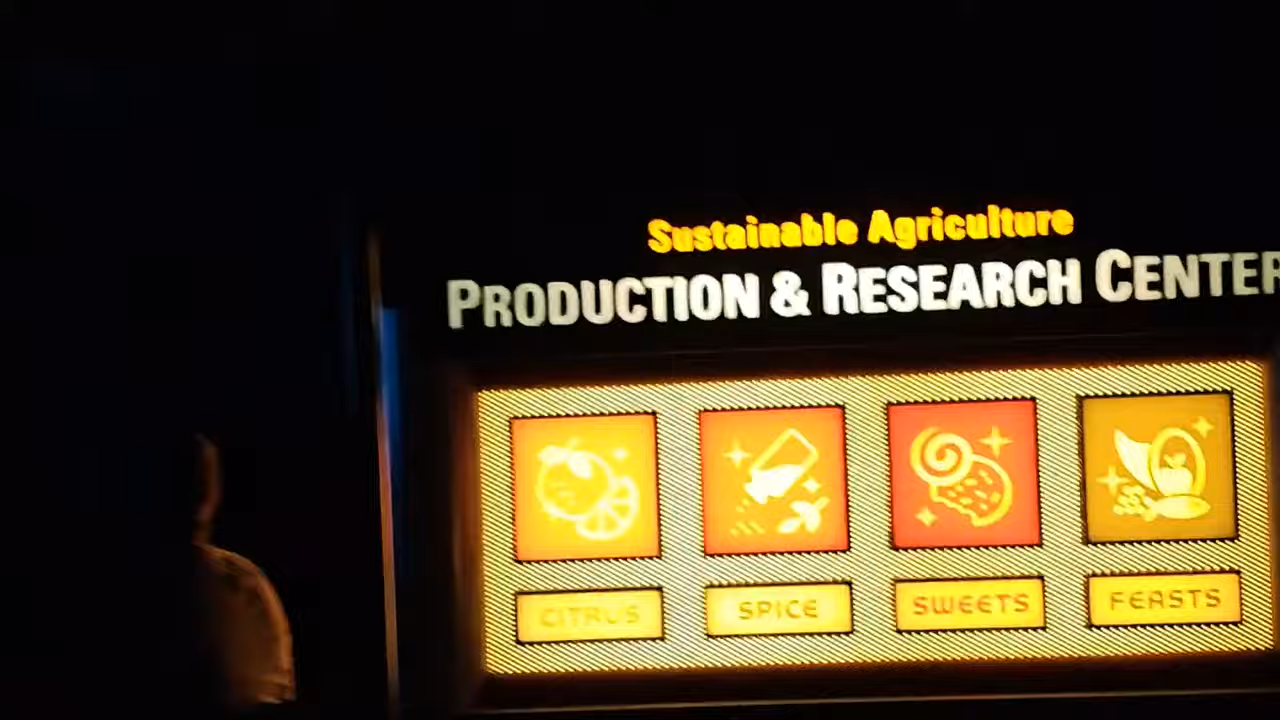 Sustainable Agriculture
PRODUCTION & RESEARCH CENTER
CITRUS
SPICE
SWEETS
FEASTS